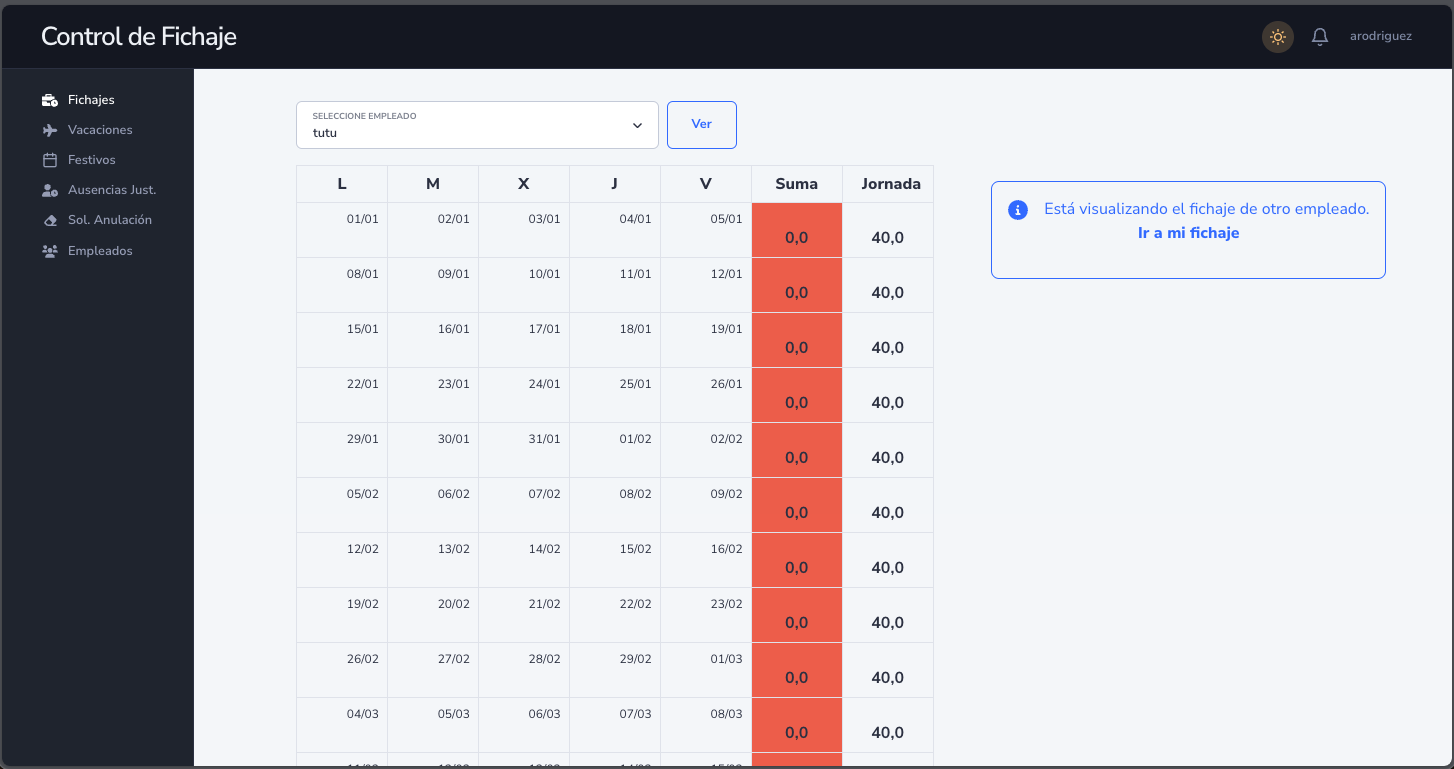 Control de Fichaje
arodriguez
Fichajes
Vacaciones
Festivos
Ausencias Just.
Sol. Anulación
Empleados
SELECCIONE EMPLEADO
tutu
Ver
L M X J V Suma Jornada
01/01 02/01 03/01 04/01 05/01
0,0 40,0
08/01 09/01 10/01 11/01 12/01
0,0 40,0
15/01 16/01 17/01 18/01 19/01
0,0 40,0
22/01 23/01 24/01 25/01 26/01
0,0 40,0
29/01 30/01 31/01 01/02 02/02
0,0 40,0
05/02 06/02 07/02 08/02 09/02
0,0 40,0
12/02 13/02 14/02 15/02 16/02
0,0 40,0
19/02 20/02 21/02 22/02 23/02
0,0 40,0
26/02 27/02 28/02 29/02 01/03
0,0 40,0
04/03 05/03 06/03 07/03 08/03
0,0 40,0
Está visualizando el fichaje de otro empleado.
Ir a mi fichaje